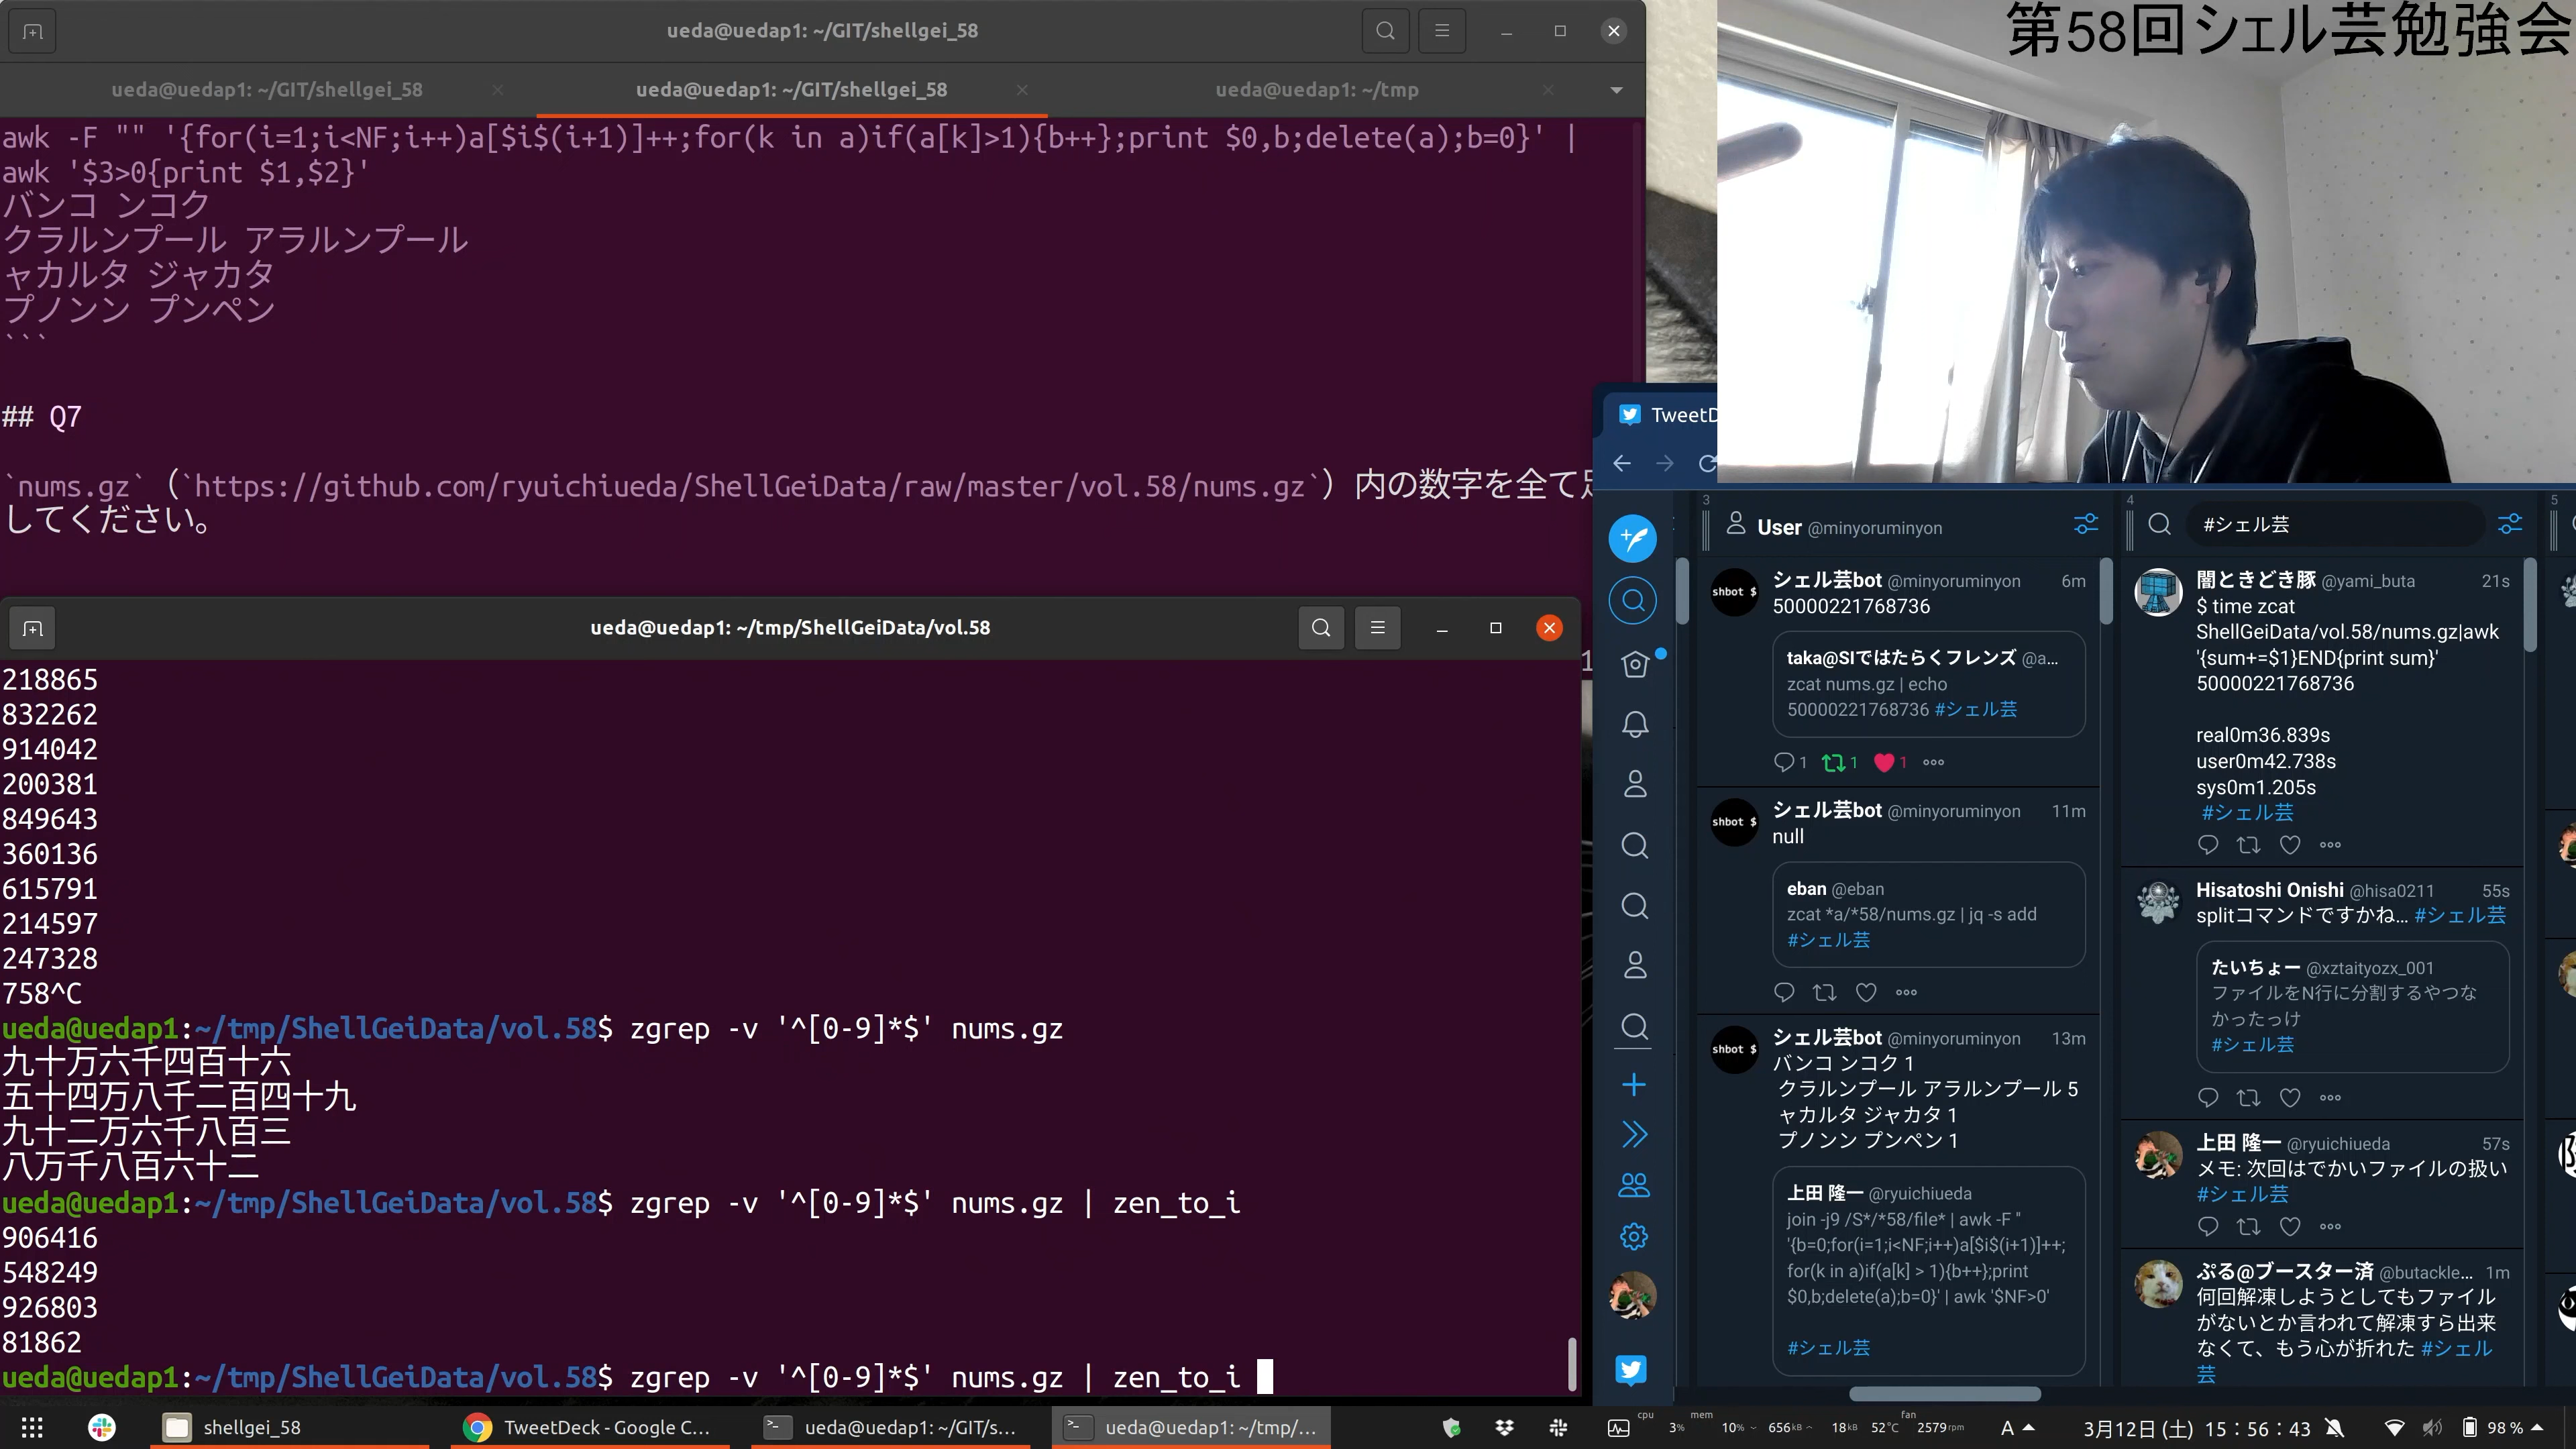 ueda@uedap1: ~/GIT/shellgei_58
ueda@uedap1: ~/GIT/shellgei_58
ueda@uedap1: ~/GIT/shellgei_58
ueda@uedap1: ~/tmp
awk -F "" '{for(i=1;i<NF;i++)a[$i$(i+1)]++;for(k in a)if(a[k]>1){b++};print $0,b;delete(a);b=0}' |
awk '$3>0{print $1,$2}'
バンコ ンコク
クラルンプール アラルンプール
ャカルタ ジャカタ
プノンン プンペン
```
## Q7
`nums.gz` (`https://github.com/ryuichiueda/ShellGeiData/raw/master/vol.58/nums.gz`) 内の数字を全て
してください。
ueda@uedap1: ~/tmp/ShellGeiData/vol.58
218865
832262
914042
200381
849643
360136
615791
214597
247328
758^C
ueda@uedap1:~/tmp/ShellGeiData/vol.58$ zgrep -v '^[0-9]*$' nums.gz
九十万六千四百十六
五十四万八千二百四十九
九十二万六千八百三
八万千八百六十二
ueda@uedap1:~/tmp/ShellGeiData/vol.58$ zgrep -v '^[0-9]*$' nums.gz | zen_to_i
906416
548249
926803
81862
ueda@uedap1:~/tmp/ShellGeiData/vol.58$ zgrep -v '^[0-9]*$' nums.gz | zen_to_i
第58回シェル芸勉強会
TweetD
3
User @minyoruminyon
シェル芸bot @minyoruminyon 6m
shbot $
50000221768736
taka@SIではたらくフレンズ @a...
zcat nums.gz | echo
50000221768736 #シェル芸
1 1 1
シェル芸bot @minyoruminyon 11m
shbot $
null
eban @eban
zcat *a/*58/nums.gz | jq -s add
#シェル芸
シェル芸bot @minyoruminyon 13m
shbot $
バンコ ンコク 1
クラルンプール アラルンプール 5
ャカルタ ジャカタ 1
プノンン プンペン 1
上田 隆一 @ryuichiueda
join -j9 /S*/*58/file* | awk -F ''
'{b=0;for(i=1;i<NF;i++)a[$i$(i+1)]++;
for(k in a)if(a[k] > 1){b++};print
$0,b;delete(a);b=0}' | awk '$NF>0'
#シェル芸
4
#シェル芸
闇ときどき豚 @yami_buta 21s
$ time zcat
ShellGeiData/vol.58/nums.gz|awk
'{sum+=$1}END{print sum}'
50000221768736
real0m36.839s
user0m42.738s
sys0m1.205s
#シェル芸
Hisatoshi Onishi @hisa0211 55s
splitコマンドですかね... #シェル芸
たいちょー @xztaityozx_001
ファイルをN行に分割するやつな
かったっけ
#シェル芸
上田 隆一 @ryuichiueda 57s
メモ: 次回はでかいファイルの扱い
#シェル芸
ぷる@ブースター済 @butackle... 1m
何回解凍しようとしてもファイル
がないとか言われて解凍すら出来
なくて、もう心が折れた #シェル
芸
5
shellgei_58
TweetDeck - Google C...
ueda@uedap1: ~/GIT/s...
ueda@uedap1: ~/tmp/...
cpu 3%
mem 10%
656kB
18kB
52°C
fan 2579rpm
A
3月12日 (土) 15:56:43
98 %